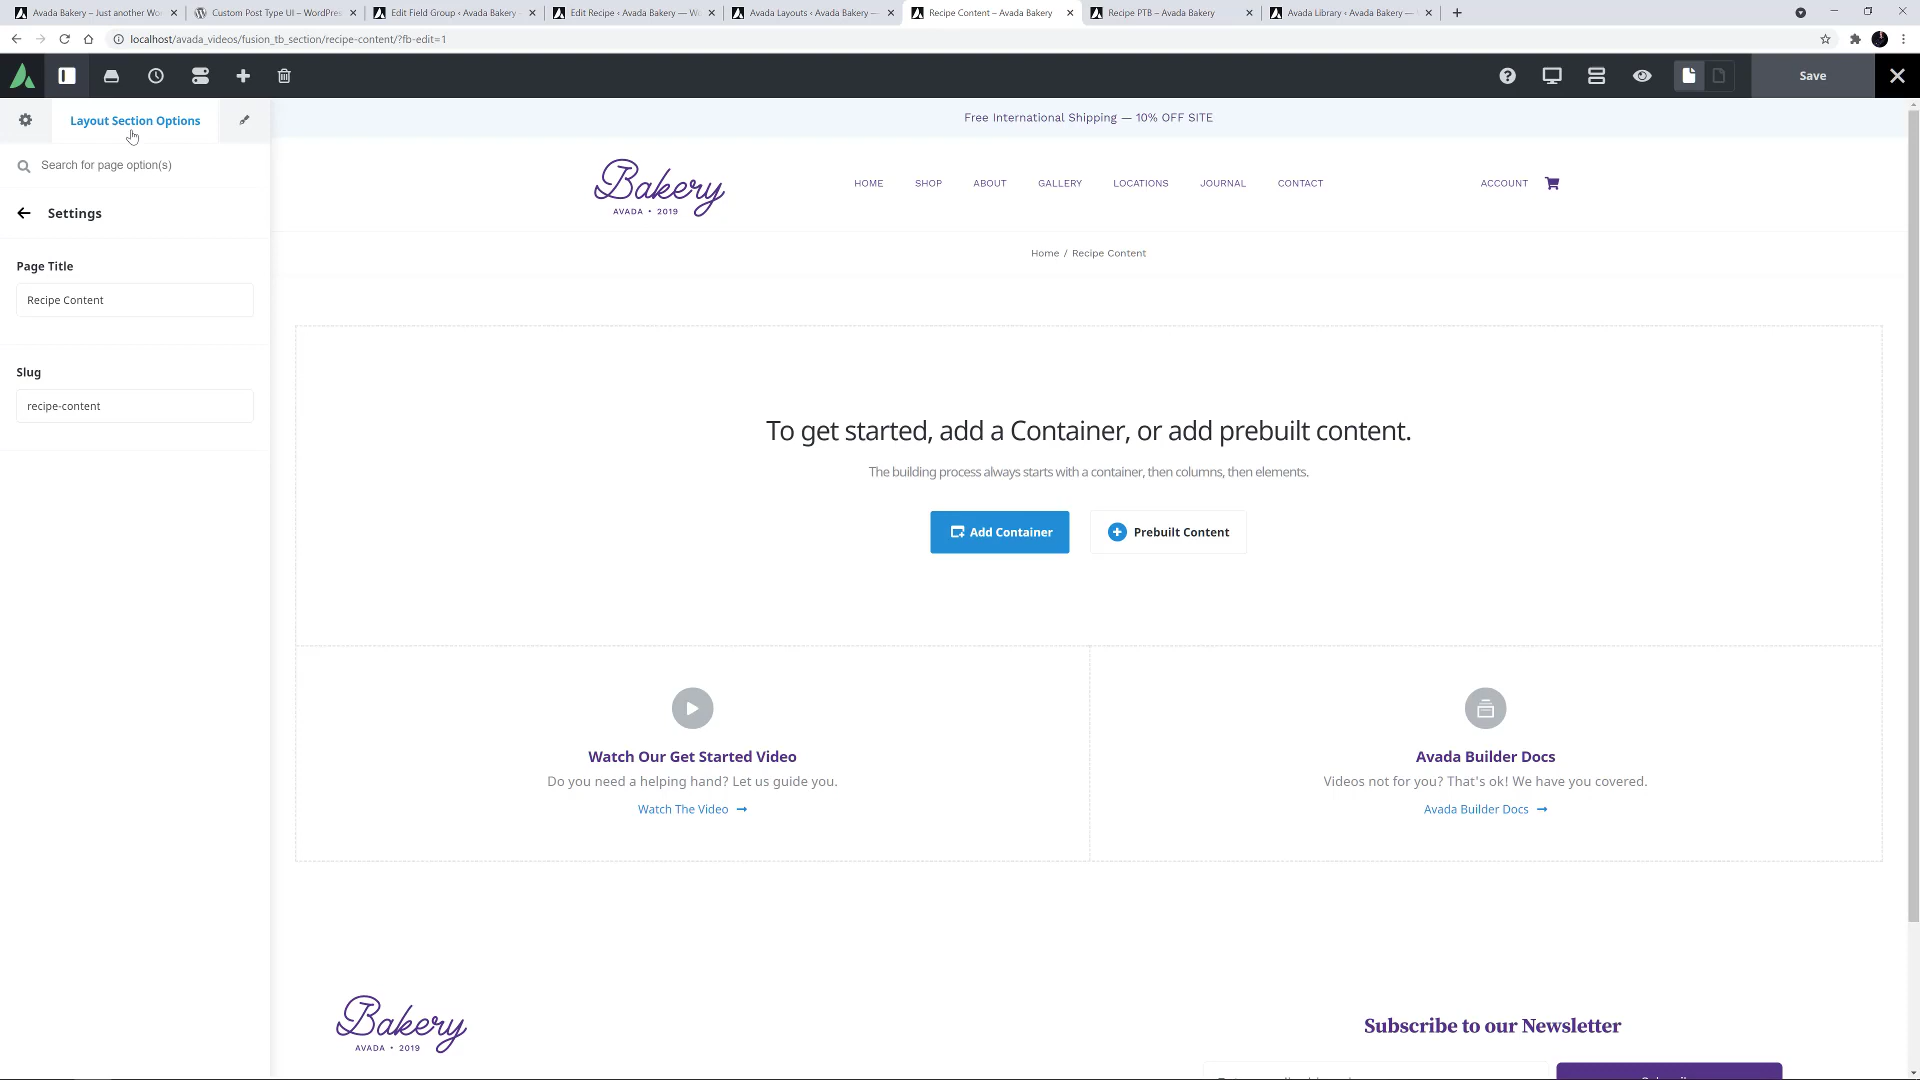 Avada Bakery – Just another Wo
Custom Post Type UI – WordPres
Edit Field Group ‹ Avada Bakery
Edit Recipe ‹ Avada Bakery — W
Avada Layouts ‹ Avada Bakery —
Recipe Content – Avada Bakery
Recipe PTB – Avada Bakery
Avada Library ‹ Avada Bakery —
localhost/avada_videos/fusion_tb_section/recipe-content/?fb-edit=1
Save
Layout Section Options
Search for page option(s)
Settings
Page Title
Recipe Content
Slug
recipe-content
Free International Shipping — 10% OFF SITE
Bakery
AVADA • 2019
HOME
SHOP
ABOUT
GALLERY
LOCATIONS
JOURNAL
CONTACT
ACCOUNT
Home / Recipe Content
To get started, add a Container, or add prebuilt content.
The building process always starts with a container, then columns, then elements.
Add Container
Prebuilt Content
Watch Our Get Started Video
Do you need a helping hand? Let us guide you.
Watch The Video
Avada Builder Docs
Videos not for you? That's ok! We have you covered.
Avada Builder Docs
Bakery
AVADA • 2019
Subscribe to our Newsletter